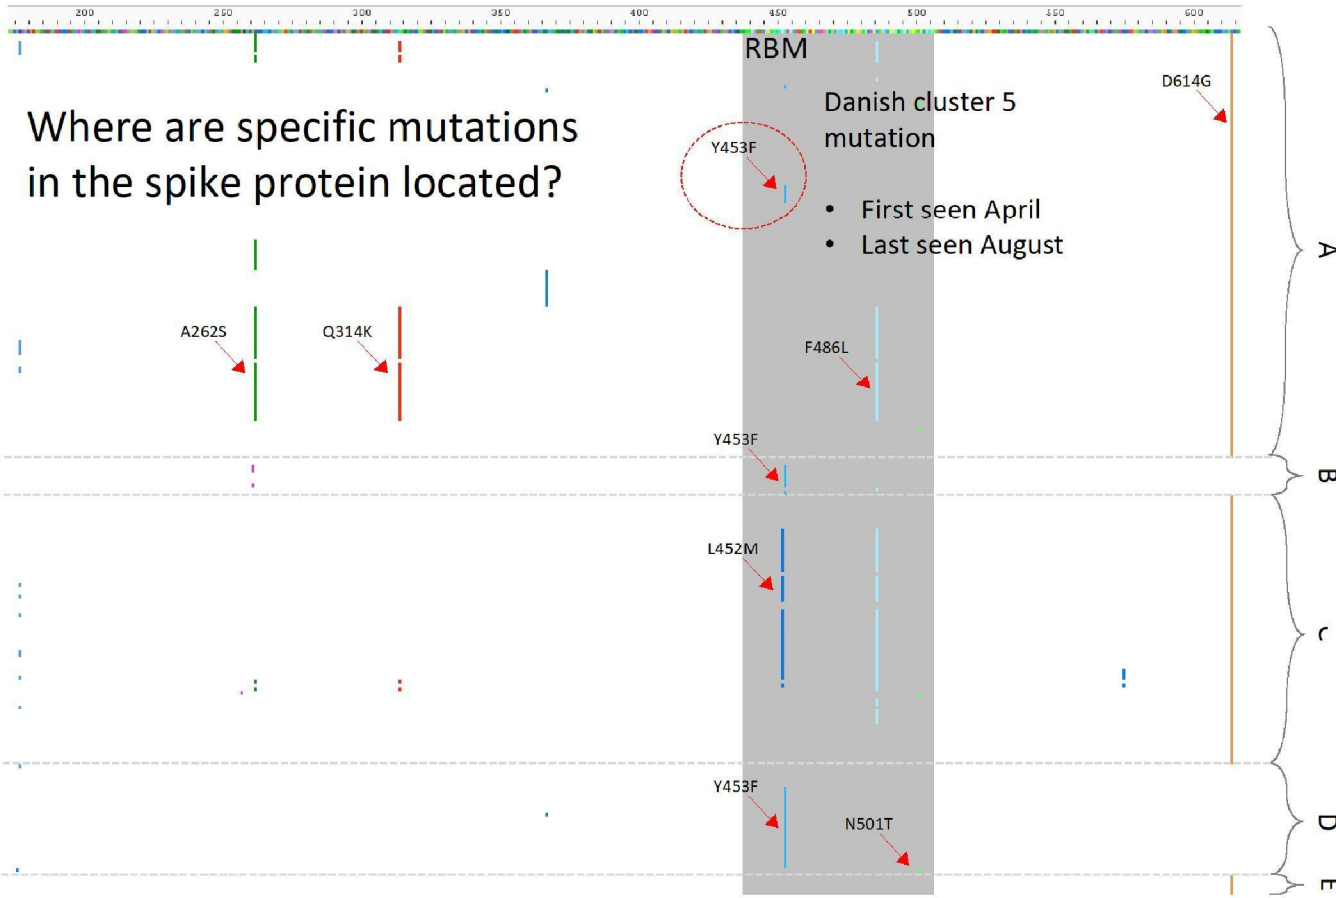 200 250 300 350 400 450 500 550 600
RBM
D614G
Danish cluster 5
mutation
Where are specific mutations
in the spike protein located?
Y453F
• First seen April
• Last seen August
A
A262S
Q314K
F486L
Y453F
B
L452M
C
Y453F
N501T
D
E